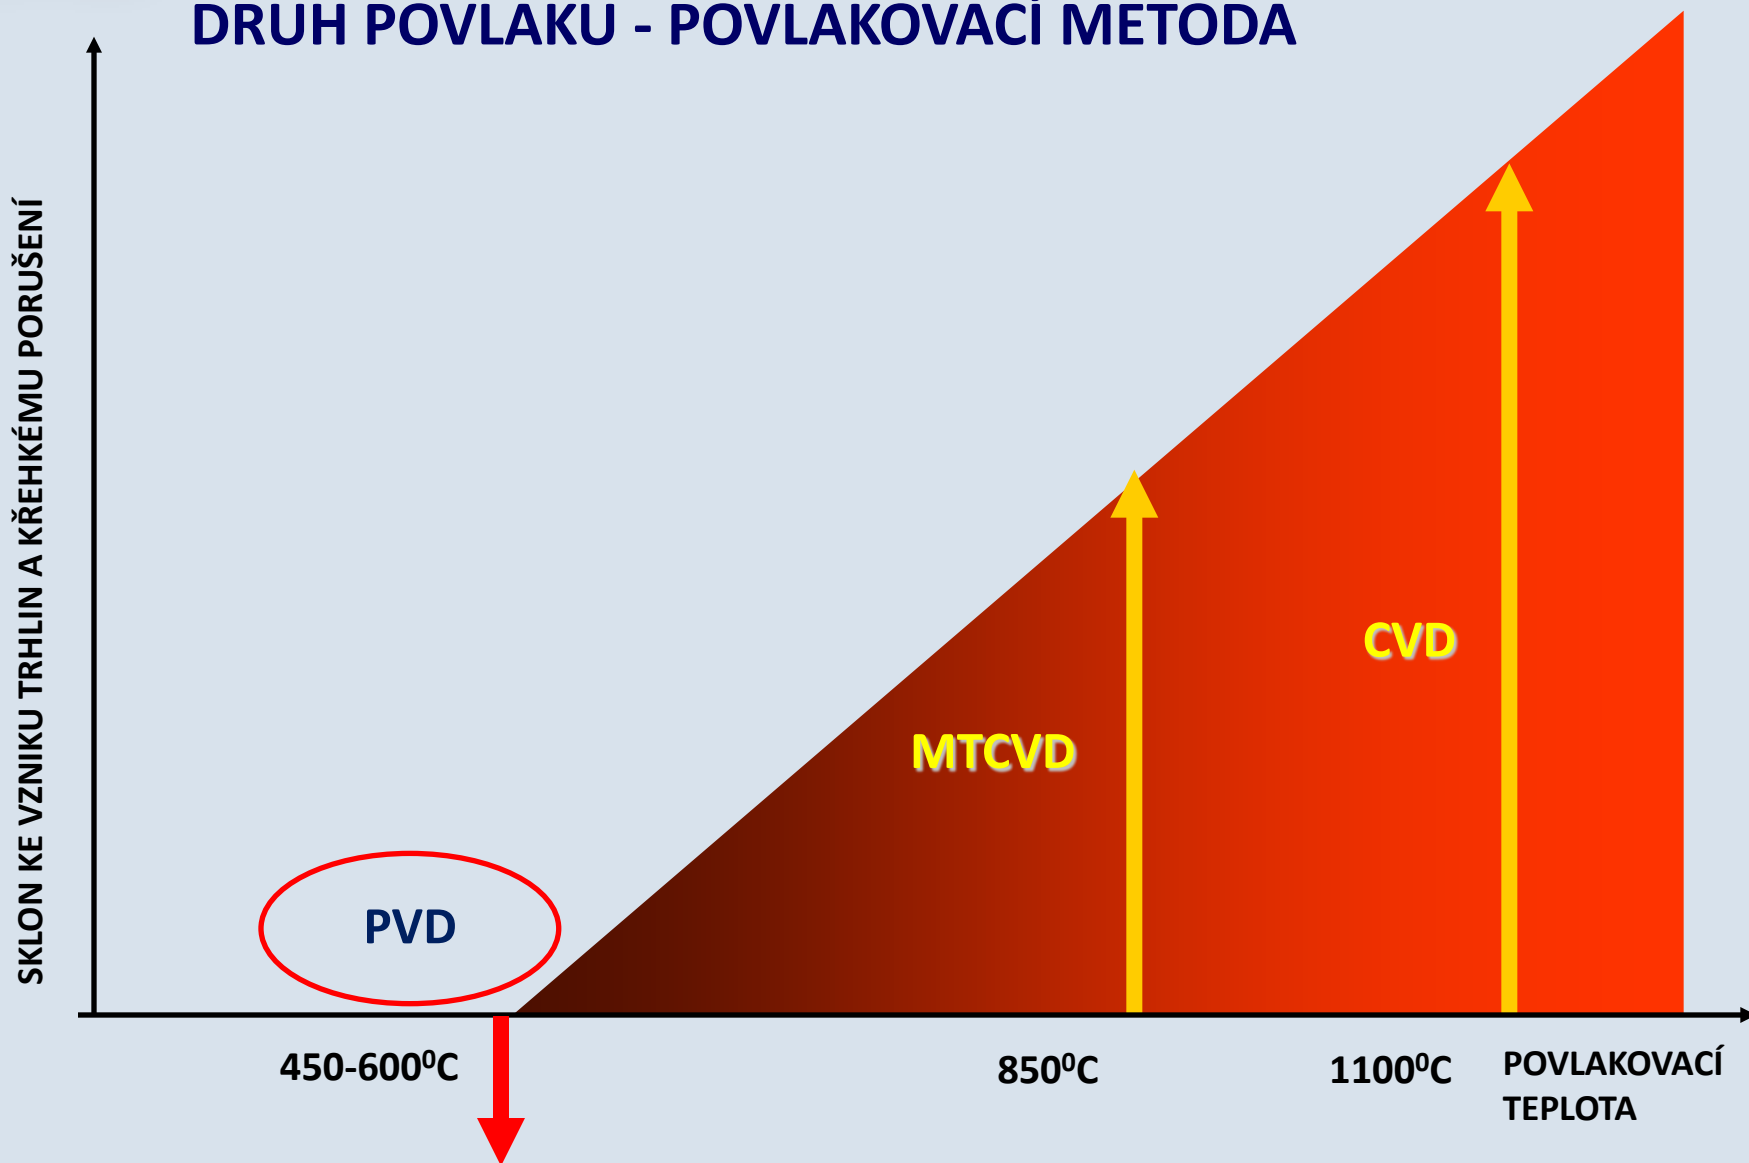 DRUH POVLAKU - POVLAKOVACÍ METODA
SKLON KE VZNIKU TRHLIN A KŘEHKÉMU PORUŠENÍ
CVD
MTCVD
PVD
450-600⁰C
850⁰C
1100⁰C
POVLAKOVACÍ
TEPLOTA